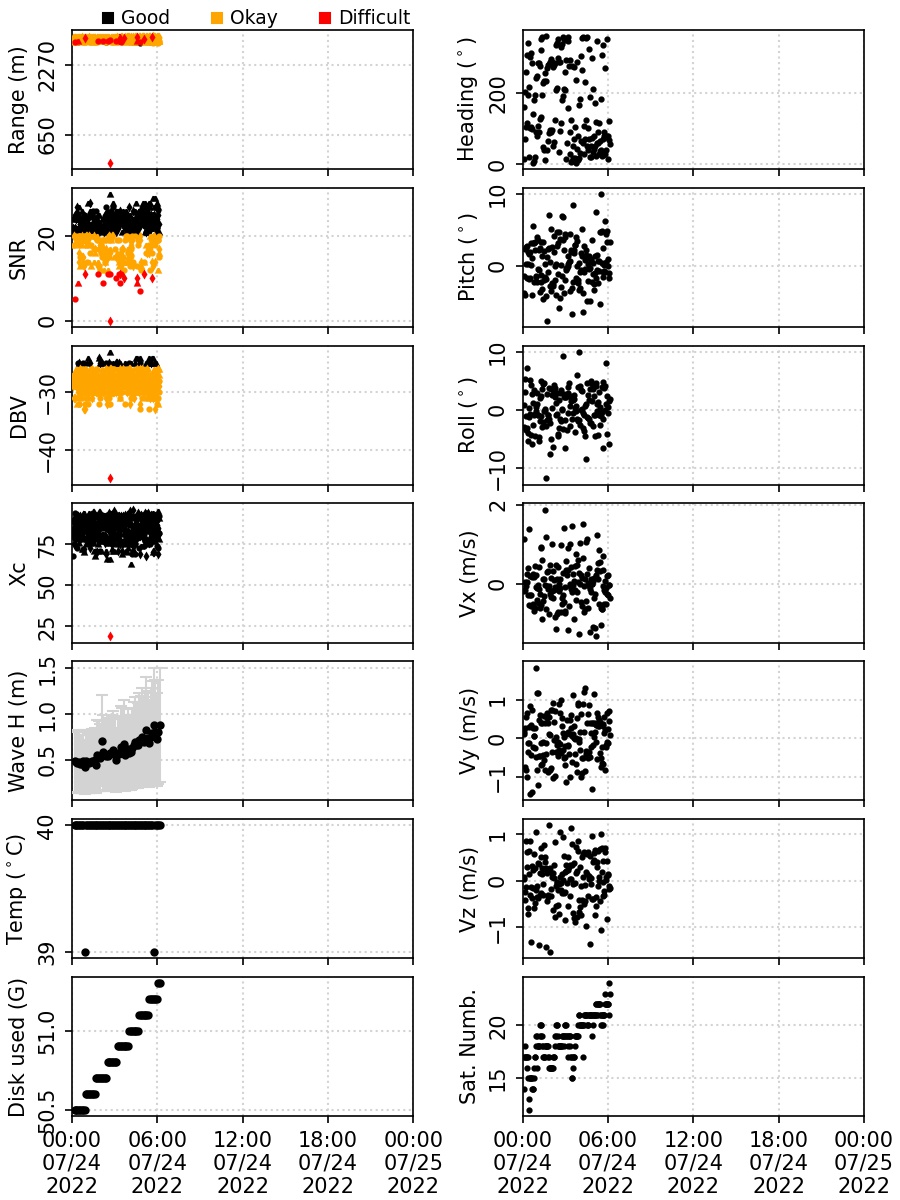 Good Okay Difficult
Range (m)
2270
650
Heading (°)
200
0
SNR
20
0
Pitch (°)
10
0
DBV
−30
−40
Roll (°)
10
0
−10
Xc
75
50
25
Vx (m/s)
2
0
Wave H (m)
1.5
1.0
0.5
Vy (m/s)
1
0
−1
Temp (°C)
40
39
Vz (m/s)
1
0
−1
Disk used (G)
51.0
50.5
Sat. Numb.
20
15
00:00 06:00 12:00 18:00 00:00
07/24 07/24 07/24 07/24 07/25
2022 2022 2022 2022 2022
00:00 06:00 12:00 18:00 00:00
07/24 07/24 07/24 07/24 07/25
2022 2022 2022 2022 2022